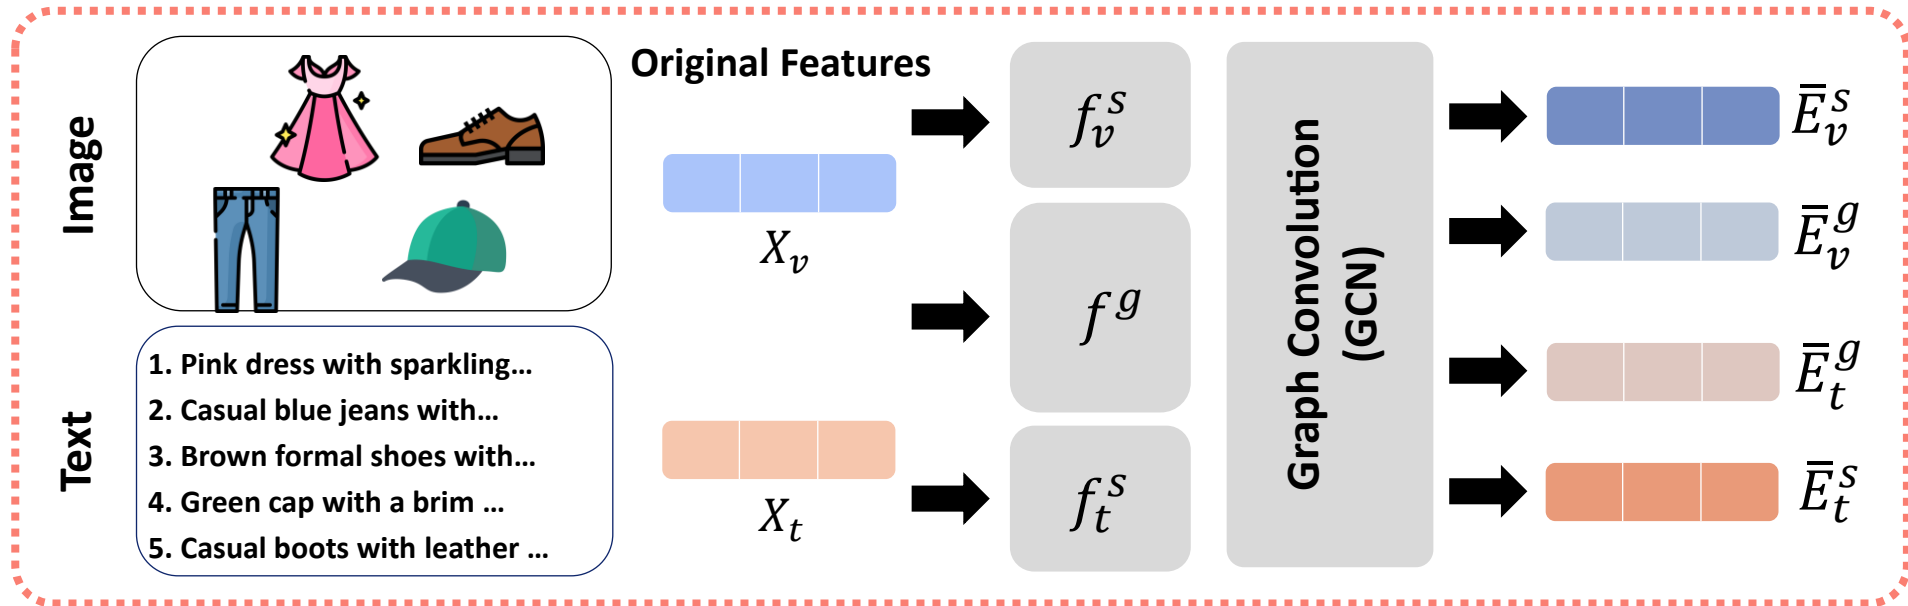 Image
Text
1. Pink dress with sparkling…
2. Casual blue jeans with…
3. Brown formal shoes with…
4. Green cap with a brim …
5. Casual boots with leather …
Original Features
X_v
X_t
f_v^s
f^g
f_t^s
Graph Convolution
(GCN)
Ē_v^s
Ē_v^g
Ē_t^g
Ē_t^s